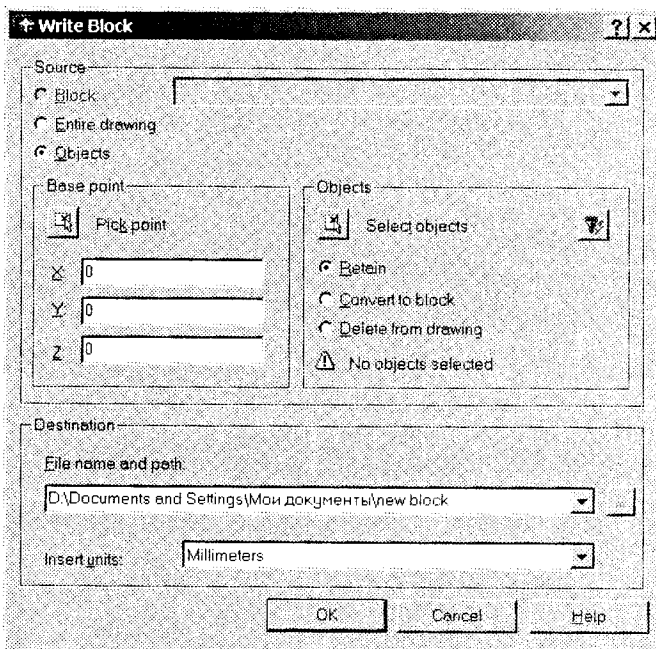 Write Block
Source
Block
Entire drawing
Objects
Base point
Pick point
X: 0
Y: 0
Z: 0
Objects
Select objects
Retain
Convert to block
Delete from drawing
No objects selected
Destination
File name and path:
D:\Documents and Settings\Мои документы\new block
...
Insert units: Millimeters
OK Cancel Help